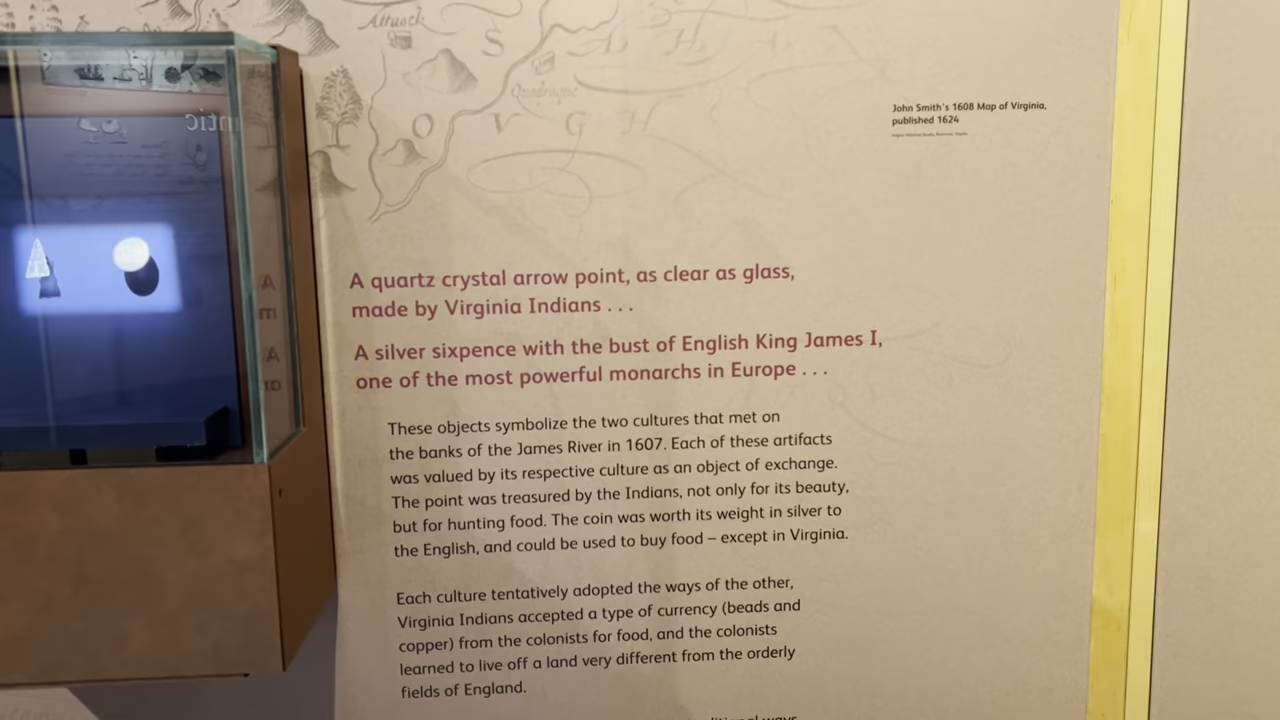 Attuock
S
Quadroque
O V G H
John Smith's 1608 Map of Virginia,
published 1624
A quartz crystal arrow point, as clear as glass,
made by Virginia Indians . . .
A silver sixpence with the bust of English King James I,
one of the most powerful monarchs in Europe . . .
These objects symbolize the two cultures that met on
the banks of the James River in 1607. Each of these artifacts
was valued by its respective culture as an object of exchange.
The point was treasured by the Indians, not only for its beauty,
but for hunting food. The coin was worth its weight in silver to
the English, and could be used to buy food – except in Virginia.
Each culture tentatively adopted the ways of the other,
Virginia Indians accepted a type of currency (beads and
copper) from the colonists for food, and the colonists
learned to live off a land very different from the orderly
fields of England.